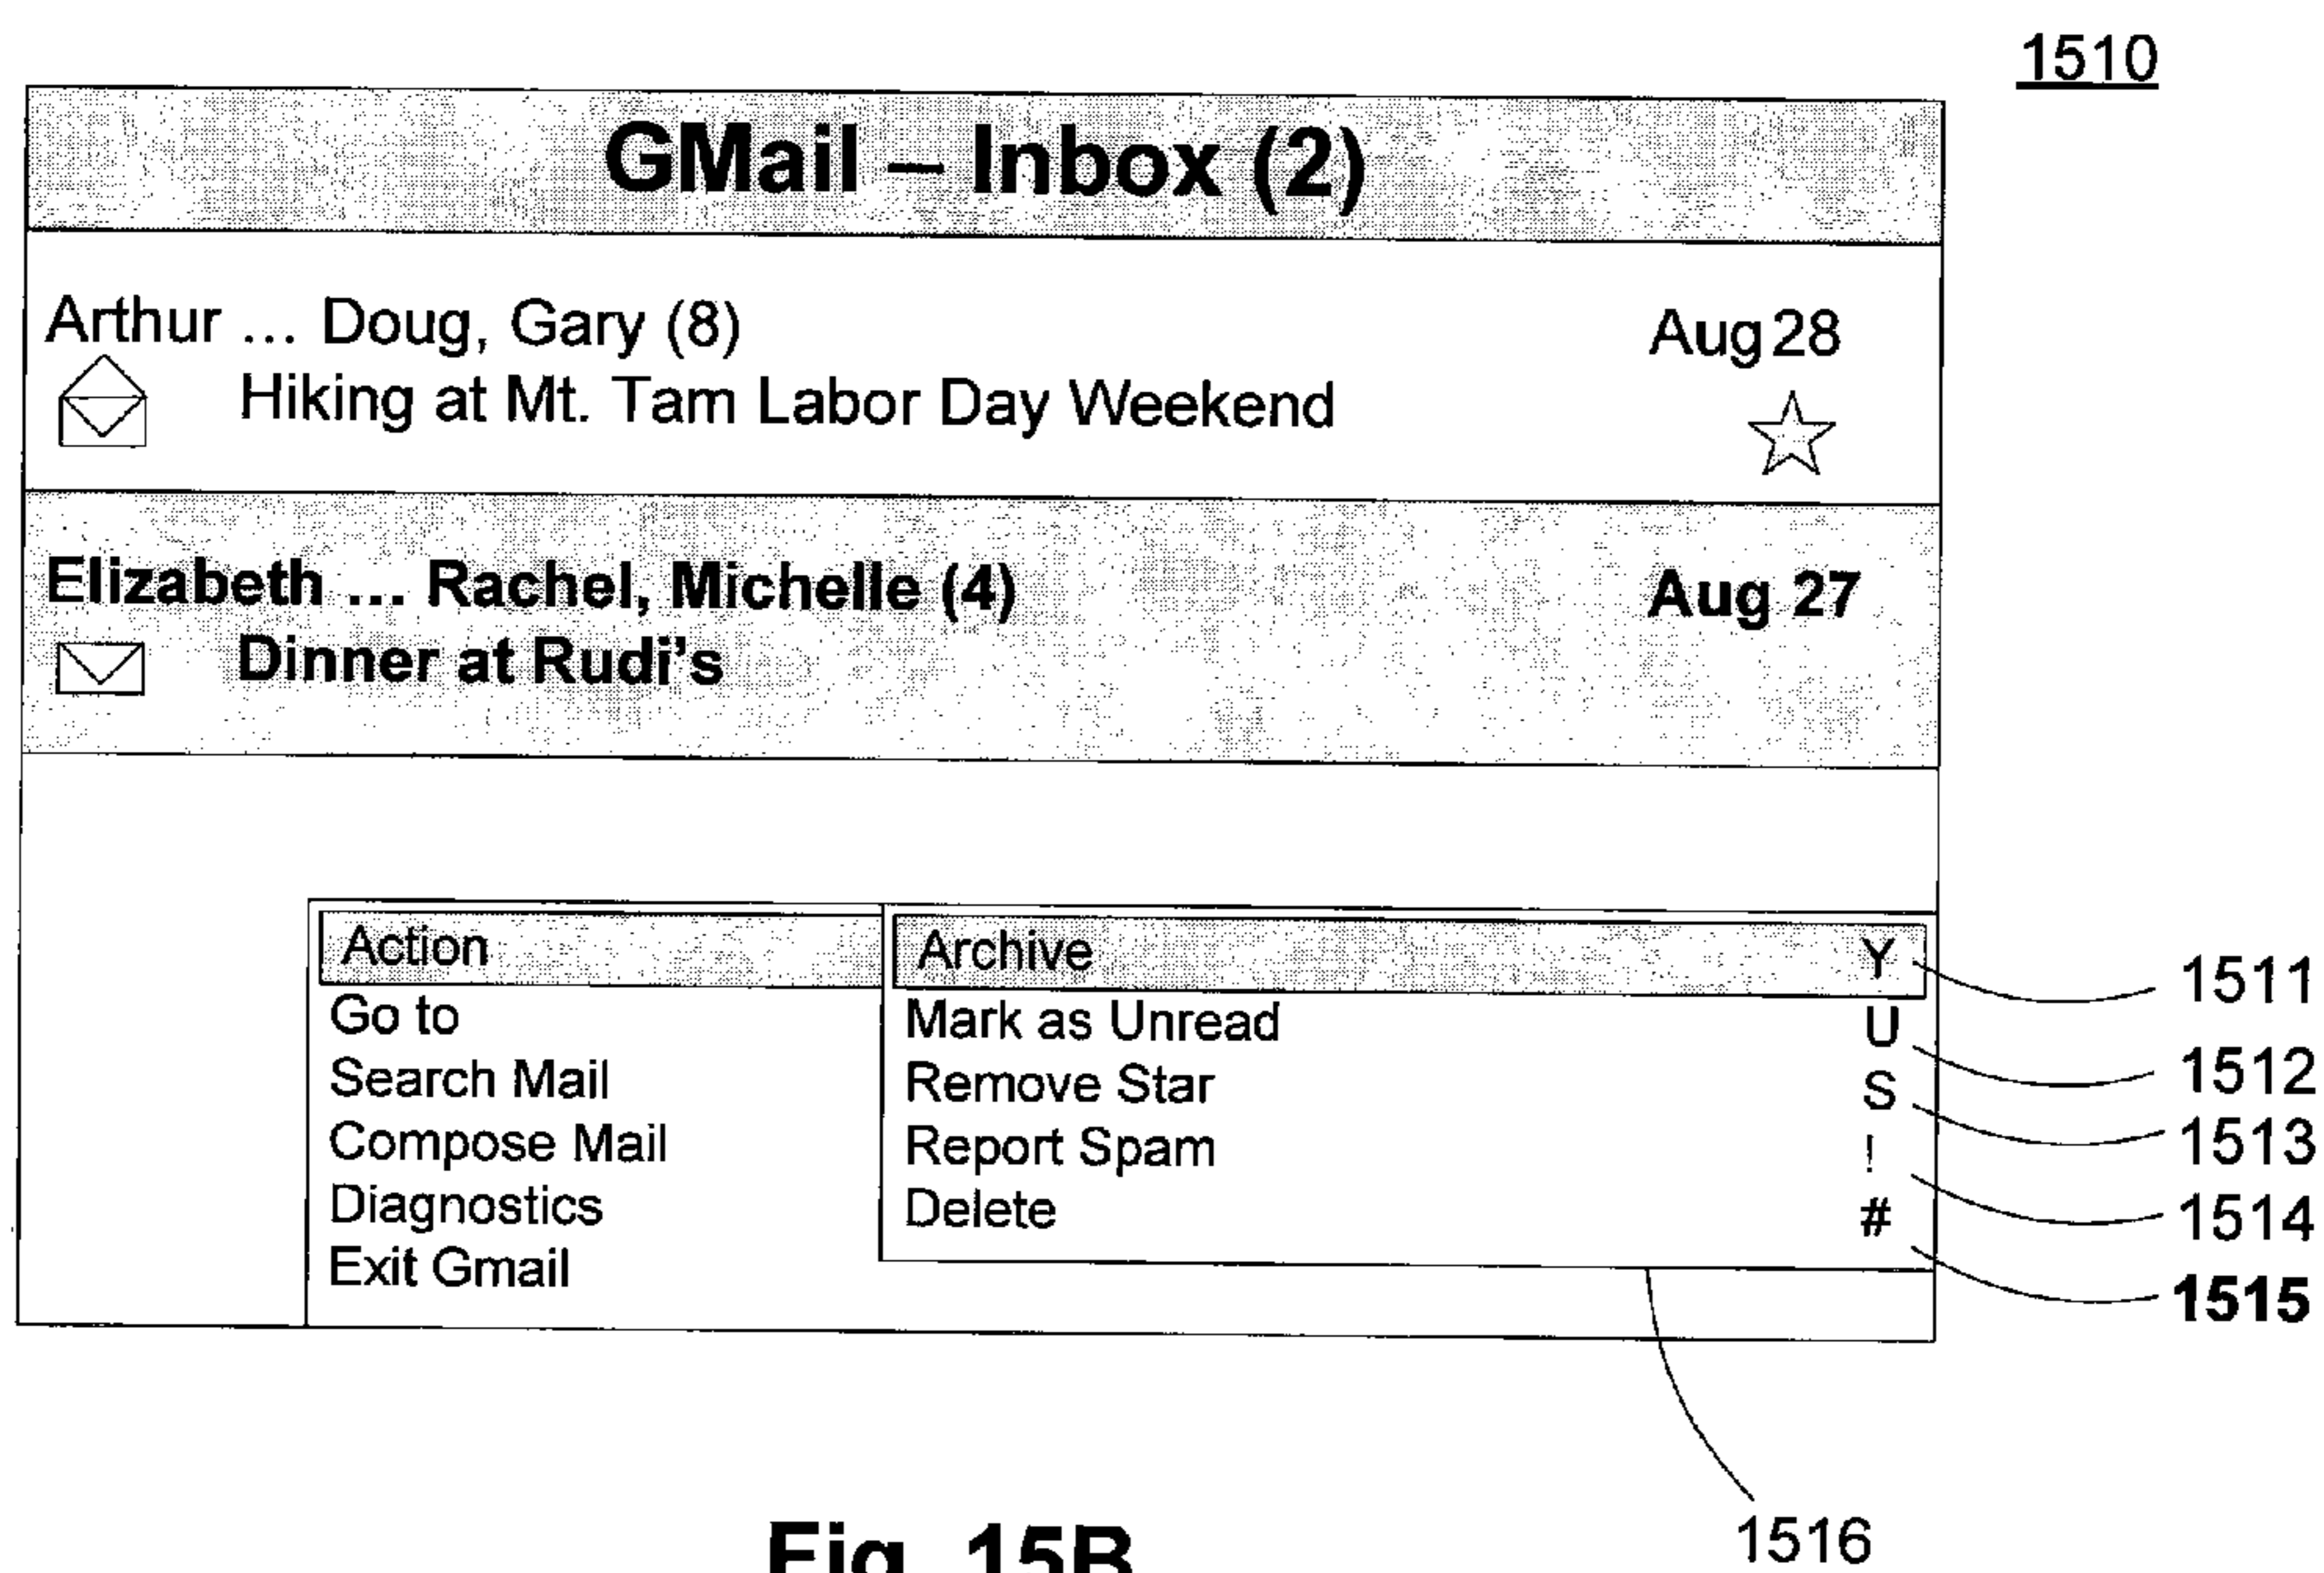 1510
GMail – Inbox (2)
Arthur ... Doug, Gary (8) Aug 28
Hiking at Mt. Tam Labor Day Weekend
Elizabeth ... Rachel, Michelle (4) Aug 27
Dinner at Rudi's
Action Archive Y 1511
Go to Mark as Unread U 1512
Search Mail Remove Star S 1513
Compose Mail Report Spam ! 1514
Diagnostics Delete # 1515
Exit Gmail
1516
Fig. 15B